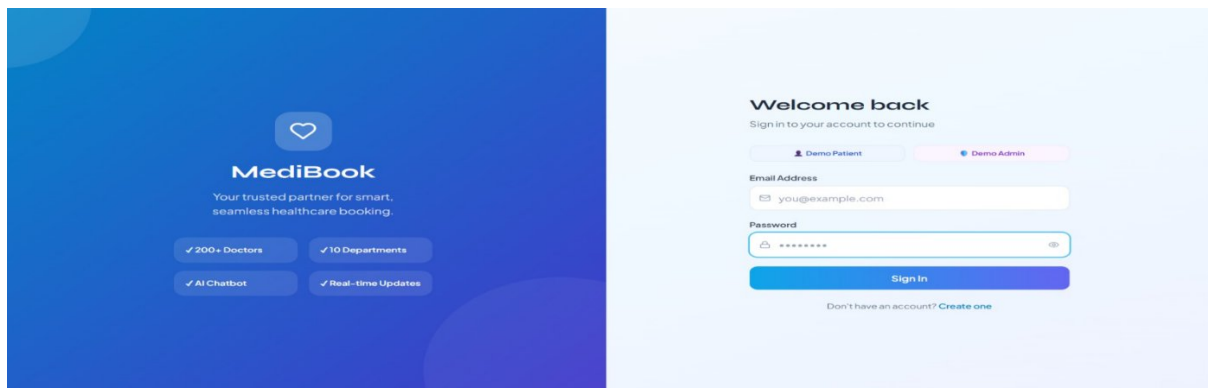 MediBook
Your trusted partner for smart,
seamless healthcare booking.
✓ 200+ Doctors
✓ 10 Departments
✓ AI Chatbot
✓ Real-time Updates
Welcome back
Sign in to your account to continue
Demo Patient
Demo Admin
Email Address
you@example.com
Password
Sign In
Don't have an account? Create one